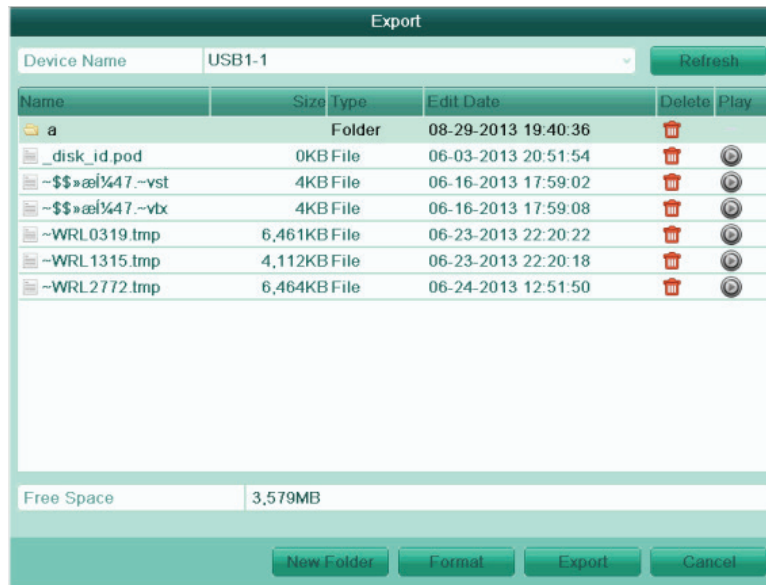 Export
Device Name USB1-1 Refresh
Name Size Type Edit Date Delete Play
a Folder 08-29-2013 19:40:36
_disk_id.pod 0KB File 06-03-2013 20:51:54
~$$»æÍ¼47.~vst 4KB File 06-16-2013 17:59:02
~$$»æÍ¼47.~vtx 4KB File 06-16-2013 17:59:08
~WRL0319.tmp 6,461KB File 06-23-2013 22:20:22
~WRL1315.tmp 4,112KB File 06-23-2013 22:20:18
~WRL2772.tmp 6,464KB File 06-24-2013 12:51:50
Free Space 3,579MB
New Folder Format Export Cancel